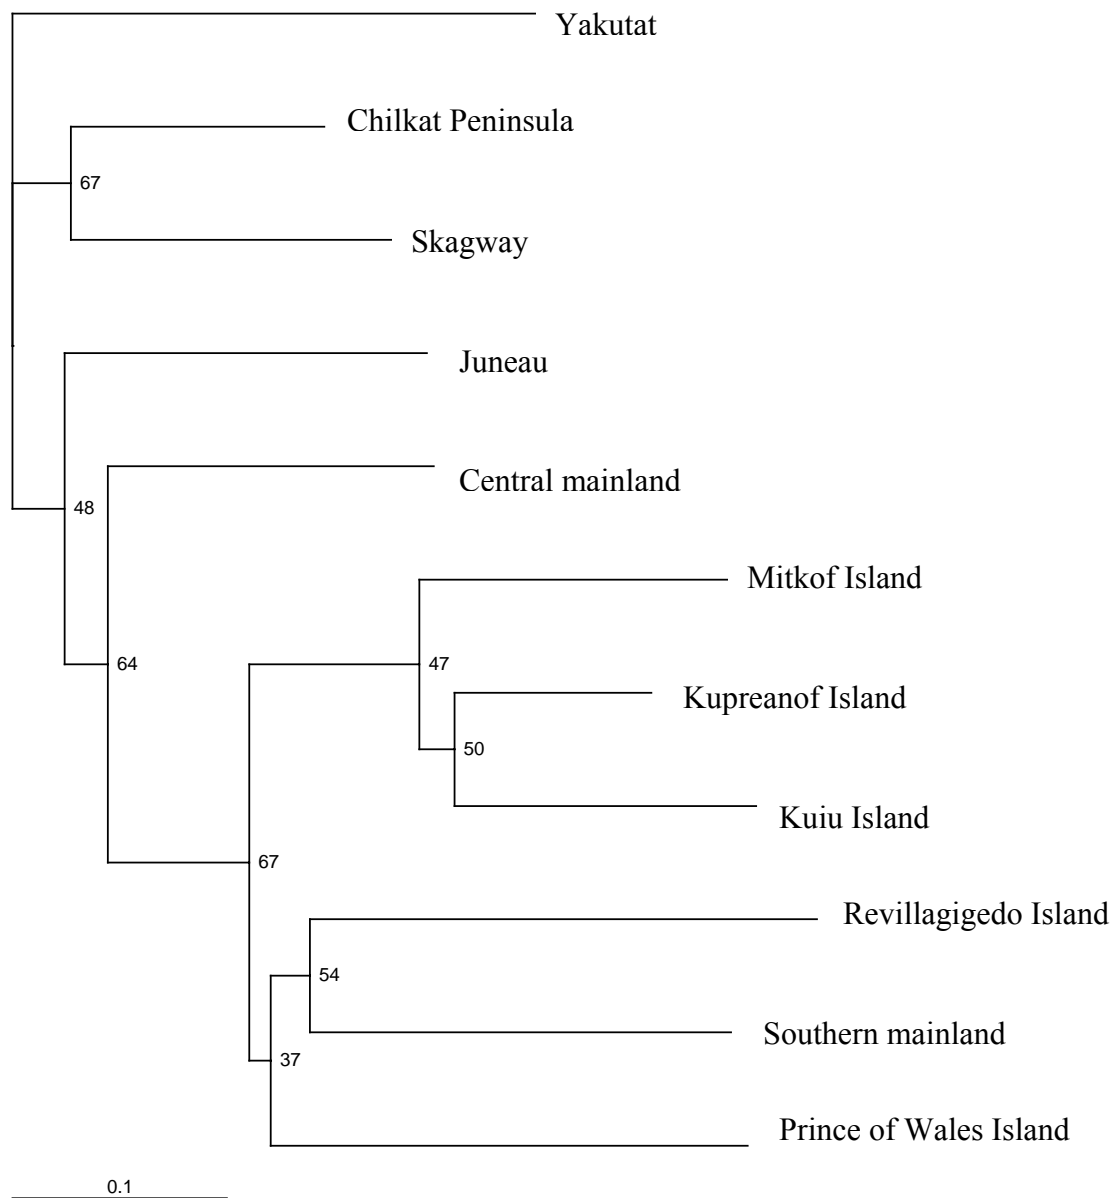 Yakutat
Chilkat Peninsula
67
Skagway
Juneau
Central mainland
48
Mitkof Island
64
47
Kupreanof Island
50
Kuiu Island
67
Revillagigedo Island
54
Southern mainland
37
Prince of Wales Island
0.1